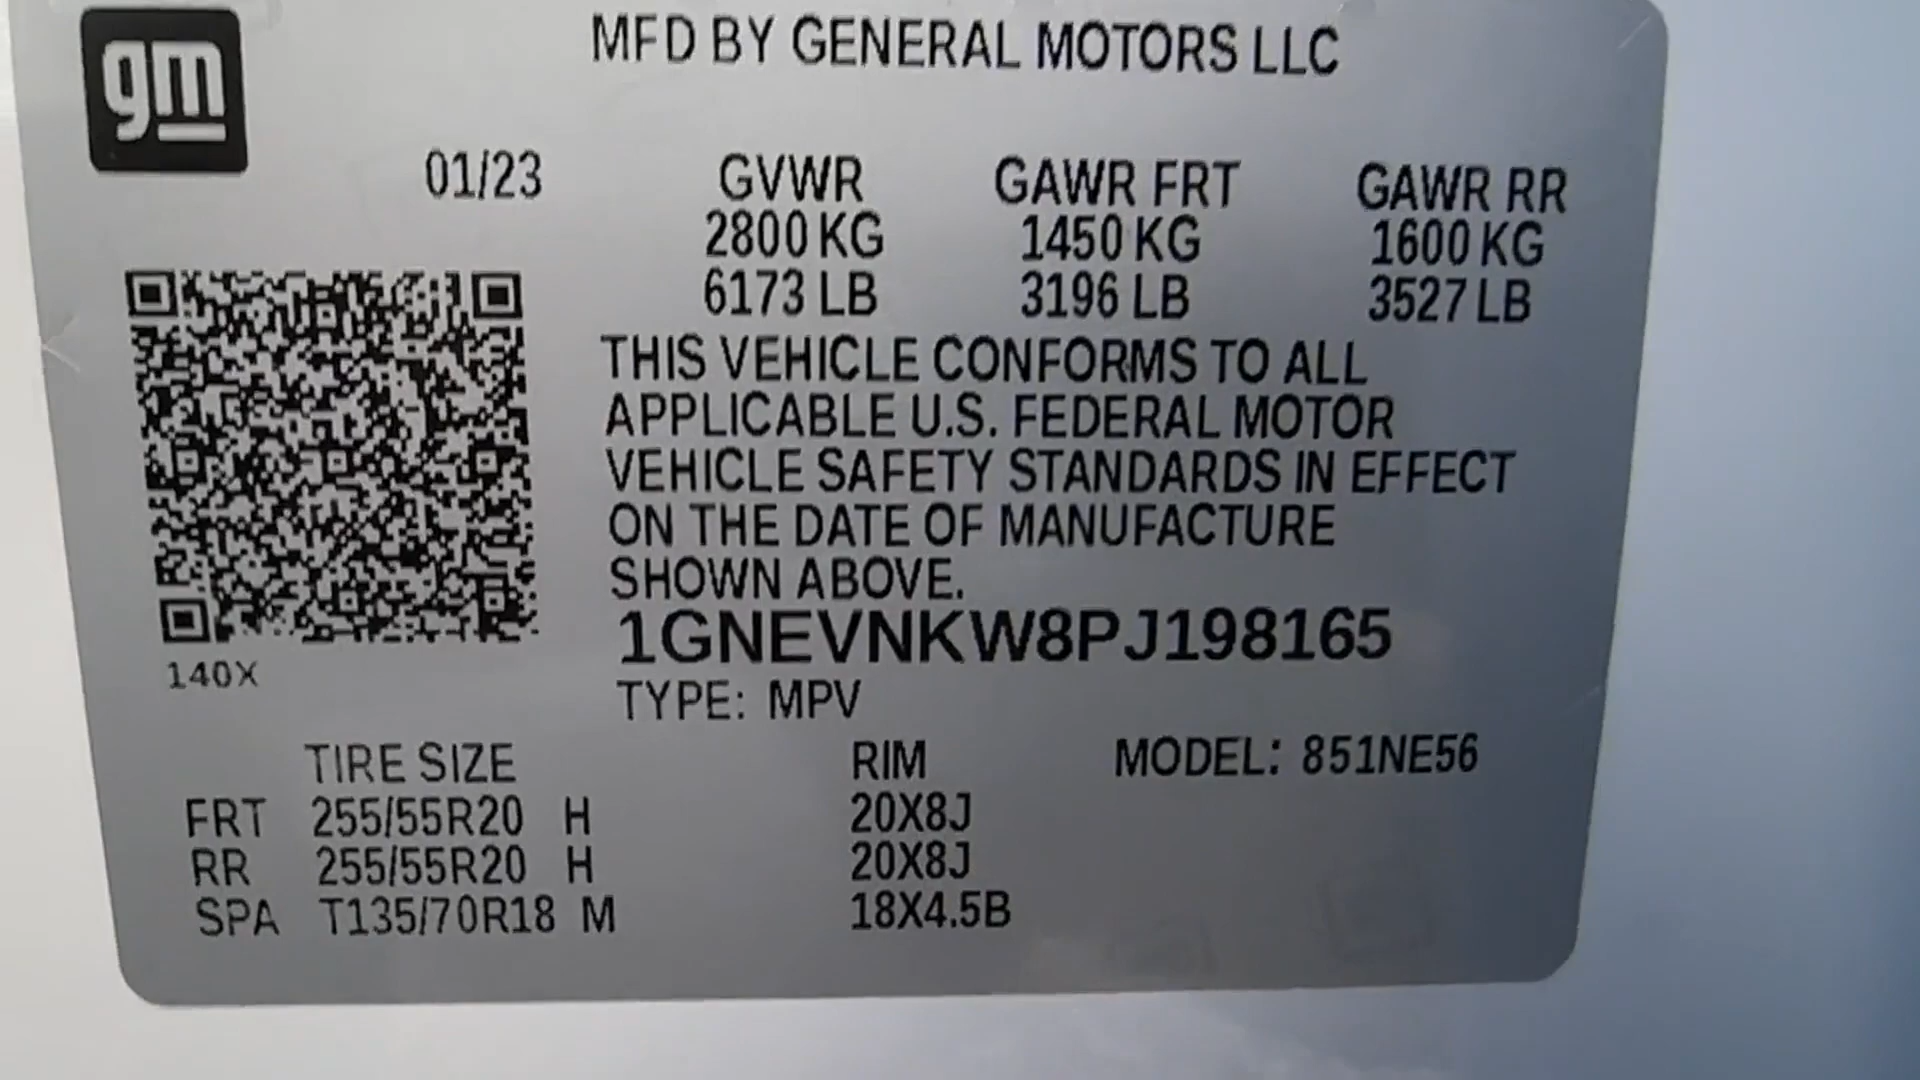 gm
MFD BY GENERAL MOTORS LLC
01/23 GVWR GAWR FRT GAWR RR
2800 KG 1450 KG 1600 KG
6173 LB 3196 LB 3527 LB
THIS VEHICLE CONFORMS TO ALL
APPLICABLE U.S. FEDERAL MOTOR
VEHICLE SAFETY STANDARDS IN EFFECT
ON THE DATE OF MANUFACTURE
SHOWN ABOVE.
1GNEVNKW8PJ198165
140X
TYPE: MPV
TIRE SIZE RIM MODEL: 851NE56
FRT 255/55R20 H 20X8J
RR 255/55R20 H 20X8J
SPA T135/70R18 M 18X4.5B